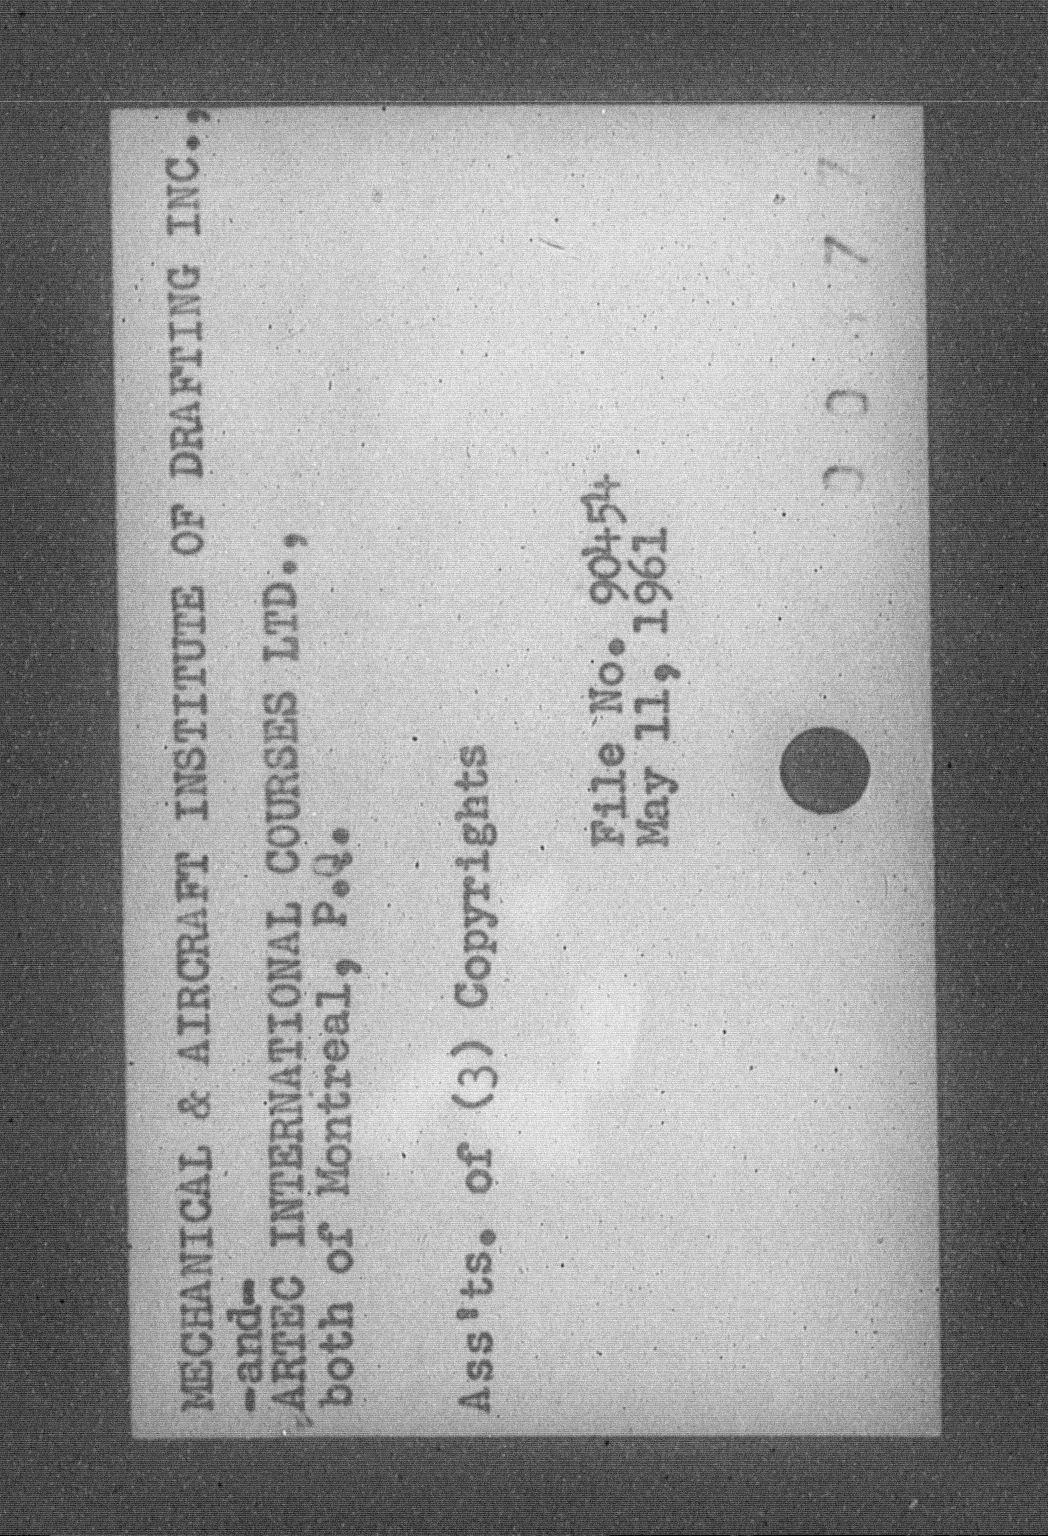 MECHANICAL & AIRCRAFT INSTITUTE OF DRAFTING INC.,
-and-
ARTEC INTERNATIONAL COURSES LTD.,
both of Montreal, P.Q.
Ass'ts. of (3) Copyrights
File No. 90454
May 11, 1961